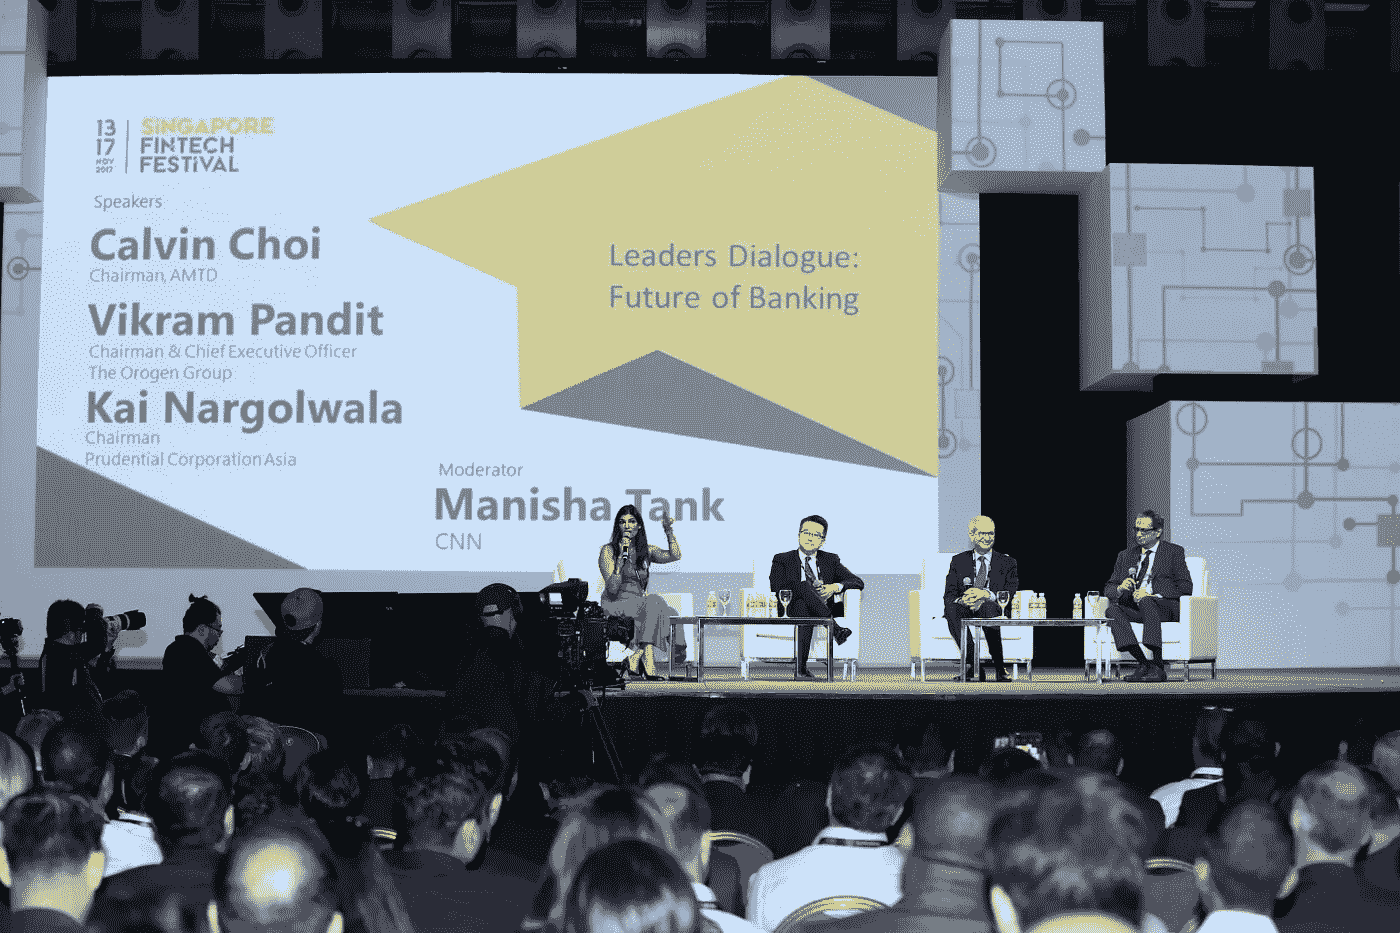 13
17
NOV
2017
SINGAPORE
FINTECH
FESTIVAL
Speakers
Calvin Choi
Chairman, AMTD
Vikram Pandit
Chairman & Chief Executive Officer
The Orogen Group
Kai Nargolwala
Chairman
Prudential Corporation Asia
Leaders Dialogue:
Future of Banking
Moderator
Manisha Tank
CNN